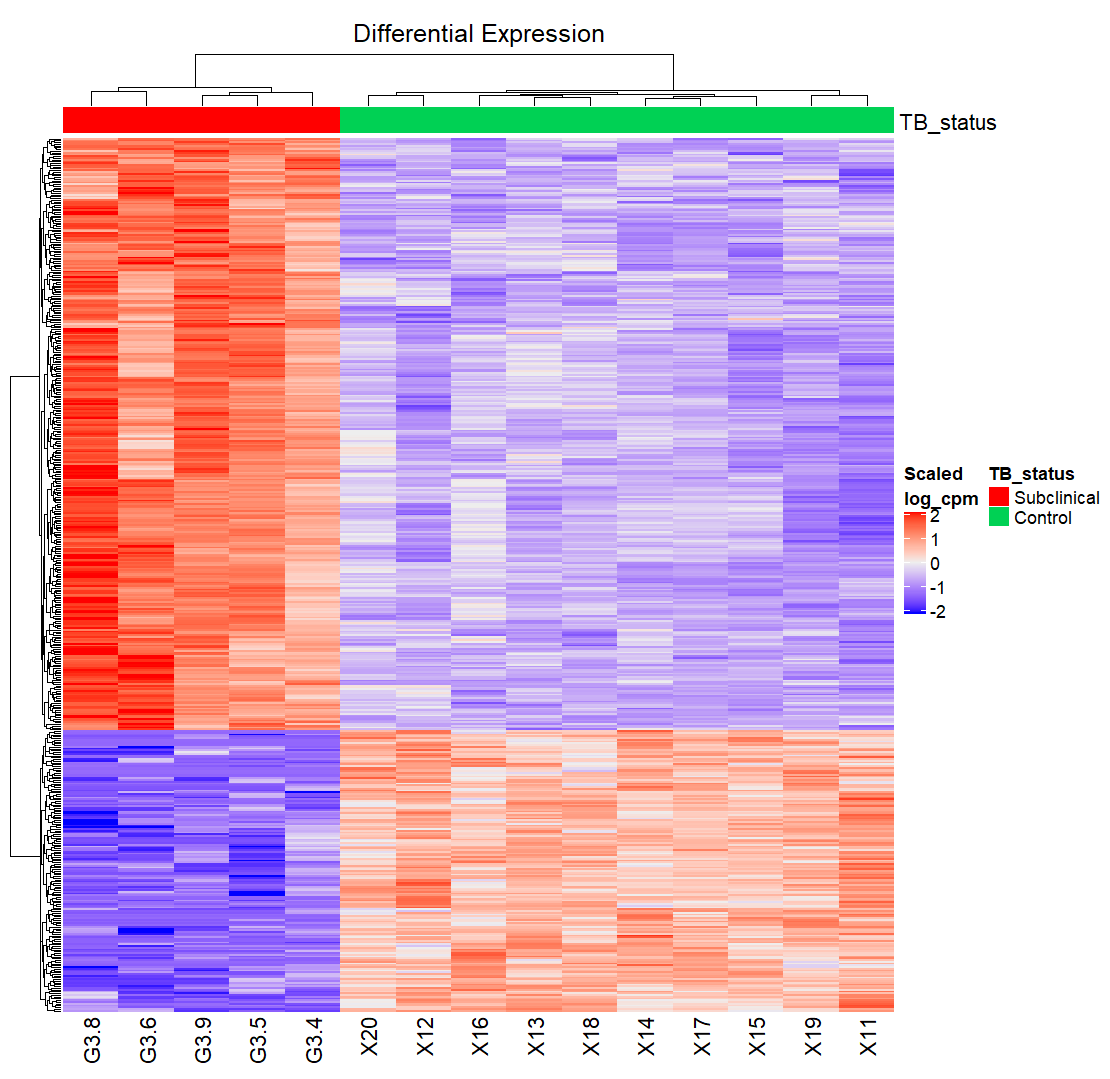 Differential Expression
TB_status
Scaled
log_cpm
2
1
0
-1
-2
TB_status
Subclinical
Control
G3.8 G3.6 G3.9 G3.5 G3.4 X20 X12 X16 X13 X18 X14 X17 X15 X19 X11